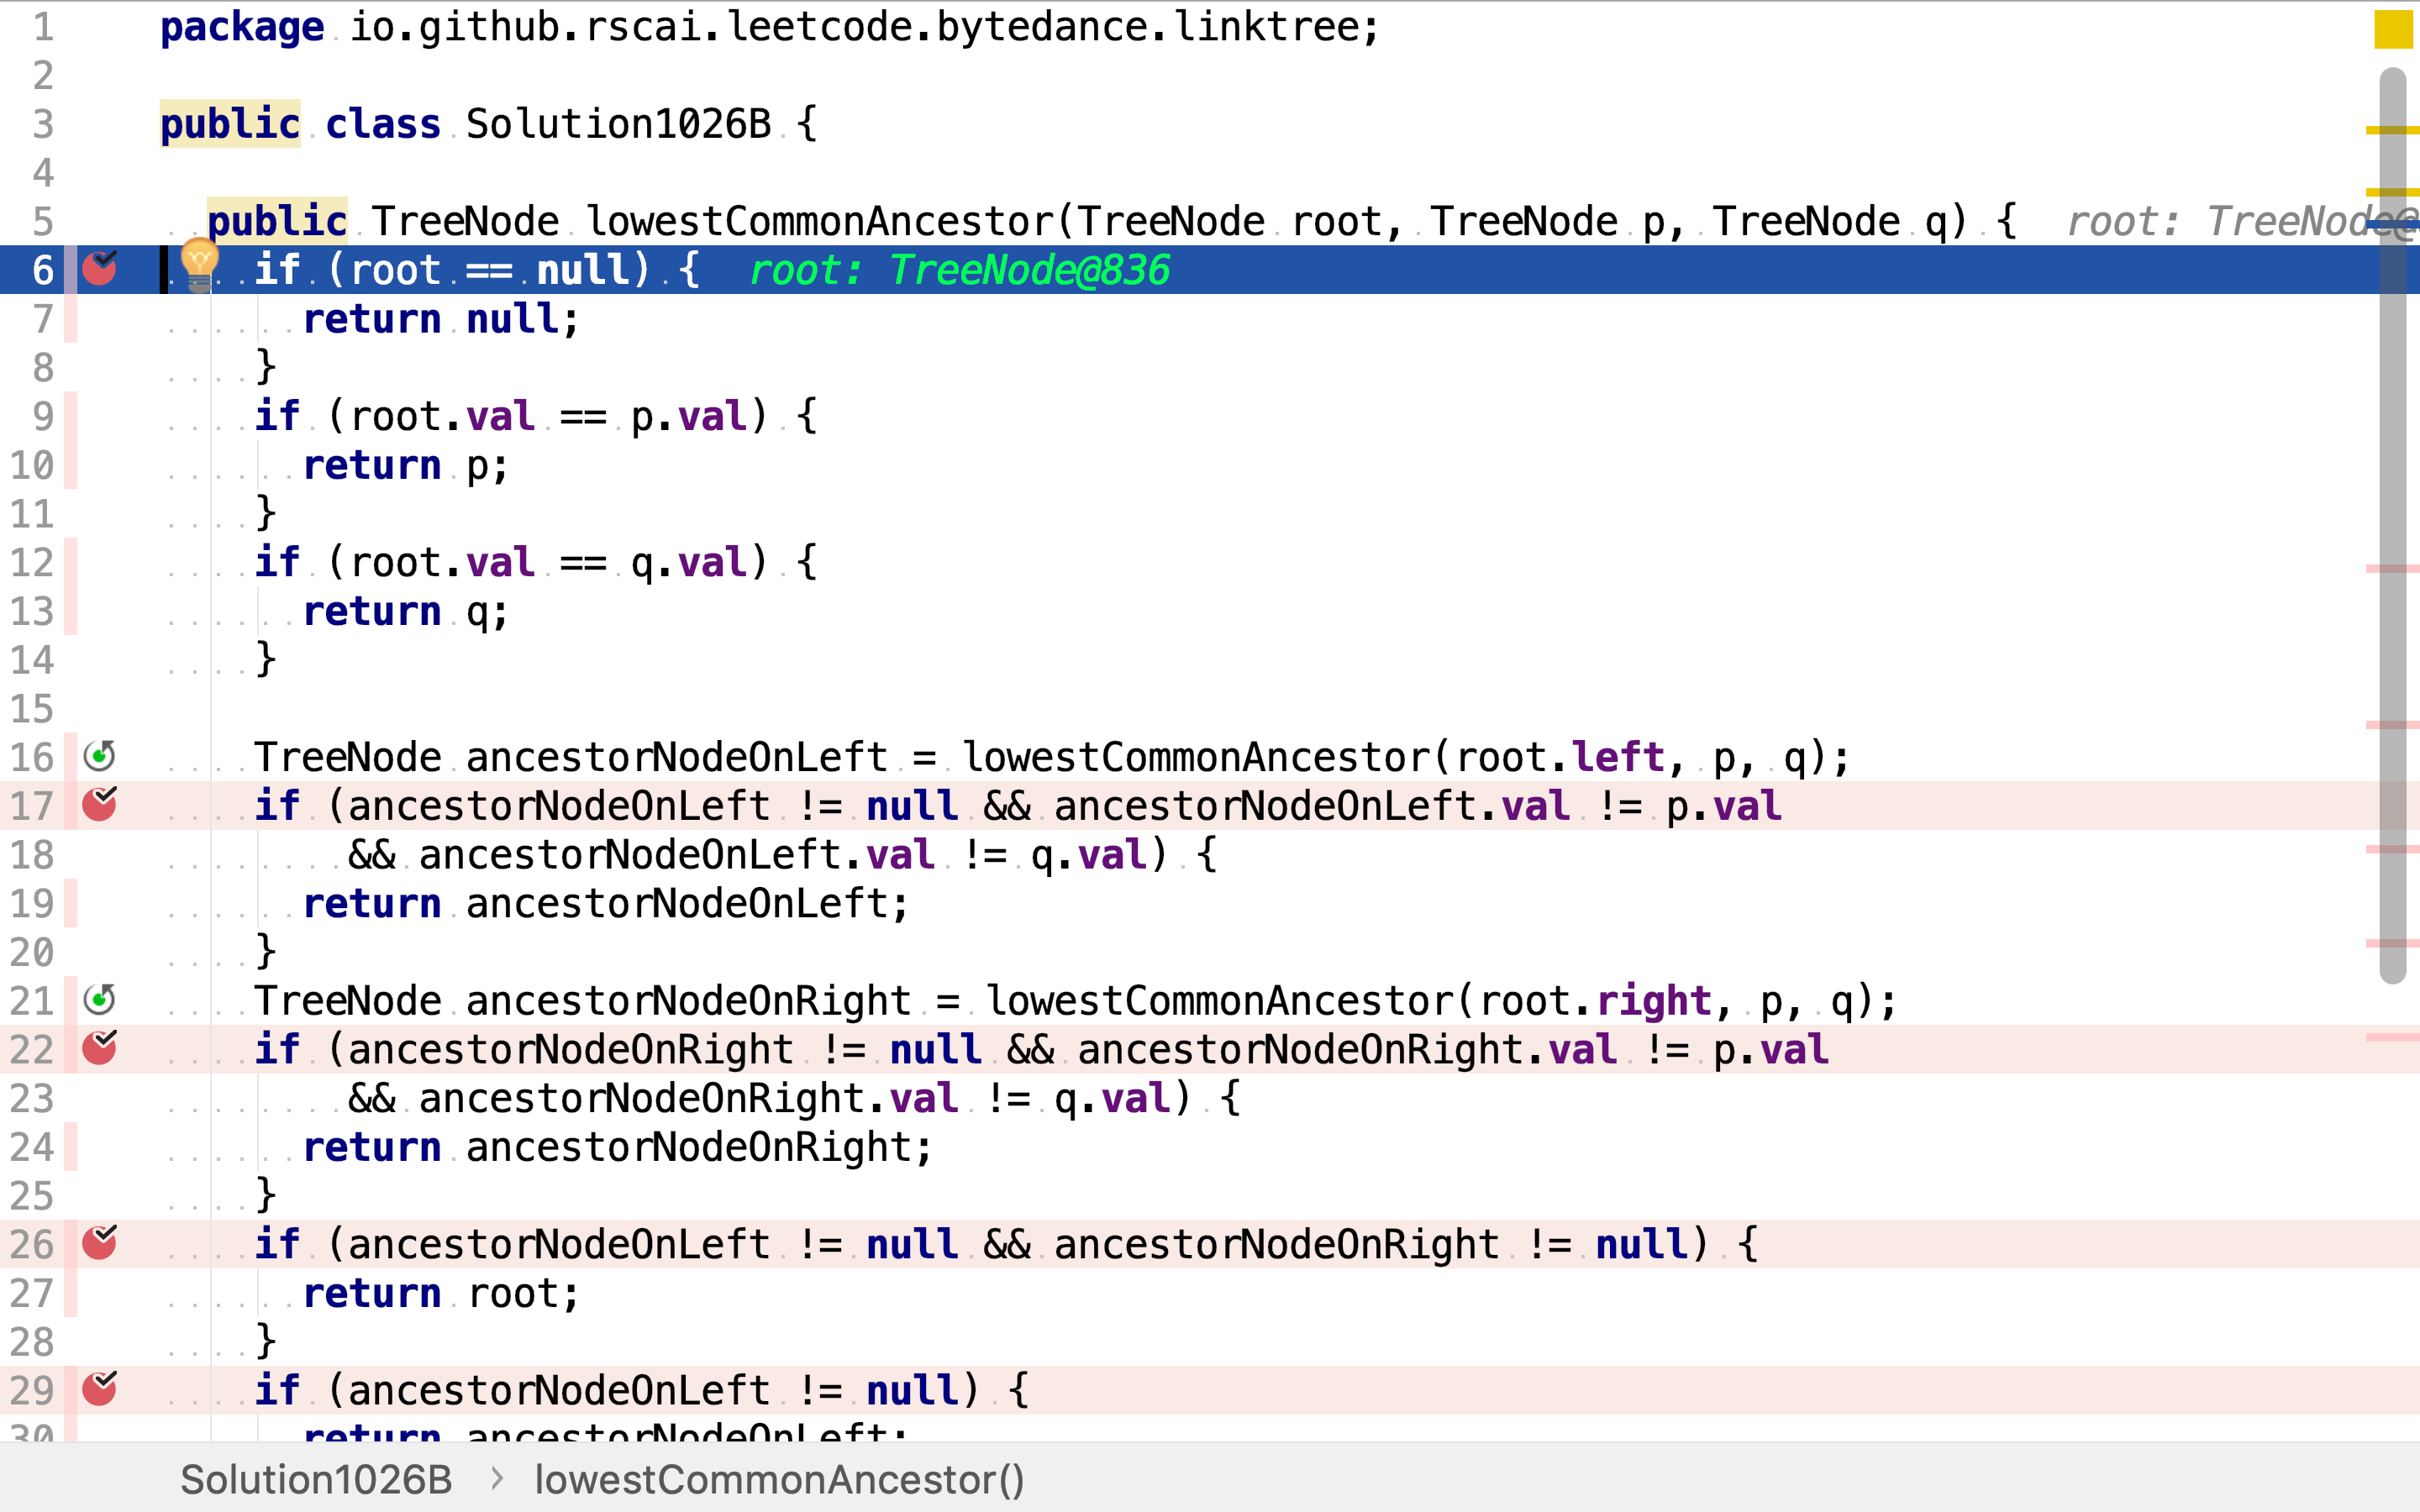 1 package io.github.rscai.leetcode.bytedance.linktree;
2
3 public class Solution1026B {
4
5 public TreeNode lowestCommonAncestor(TreeNode root, TreeNode p, TreeNode q) { root: TreeNode@
6 if (root == null) { root: TreeNode@836
7 return null;
8 }
9 if (root.val == p.val) {
10 return p;
11 }
12 if (root.val == q.val) {
13 return q;
14 }
15
16 TreeNode ancestorNodeOnLeft = lowestCommonAncestor(root.left, p, q);
17 if (ancestorNodeOnLeft != null && ancestorNodeOnLeft.val != p.val
18 && ancestorNodeOnLeft.val != q.val) {
19 return ancestorNodeOnLeft;
20 }
21 TreeNode ancestorNodeOnRight = lowestCommonAncestor(root.right, p, q);
22 if (ancestorNodeOnRight != null && ancestorNodeOnRight.val != p.val
23 && ancestorNodeOnRight.val != q.val) {
24 return ancestorNodeOnRight;
25 }
26 if (ancestorNodeOnLeft != null && ancestorNodeOnRight != null) {
27 return root;
28 }
29 if (ancestorNodeOnLeft != null) {
30 return ancestorNodeOnLeft;
Solution1026B > lowestCommonAncestor()